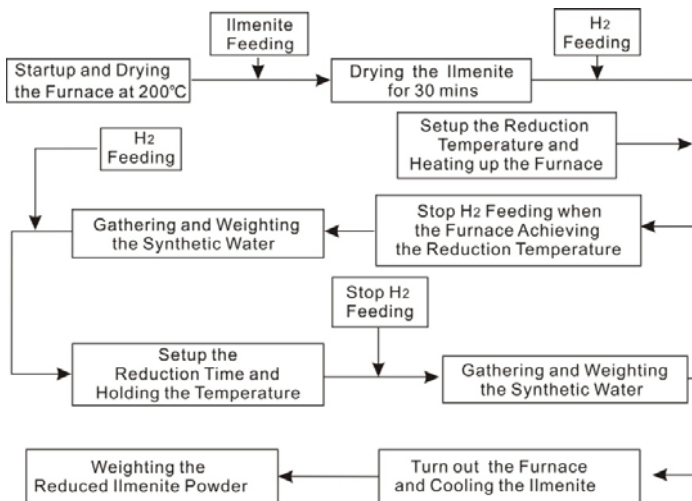 Ilmenite
Feeding
H2
Feeding
Startup and Drying
the Furnace at 200℃
Drying the Ilmenite
for 30 mins
Setup the Reduction
Temperature and
Heating up the Furnace
H2
Feeding
Gathering and Weighting
the Synthetic Water
Stop H2 Feeding when
the Furnace Achieving
the Reduction Temperature
Stop H2
Feeding
Setup the
Reduction Time and
Holding the Temperature
Gathering and Weighting
the Synthetic Water
Weighting the
Reduced Ilmenite Powder
Turn out the Furnace
and Cooling the Ilmenite